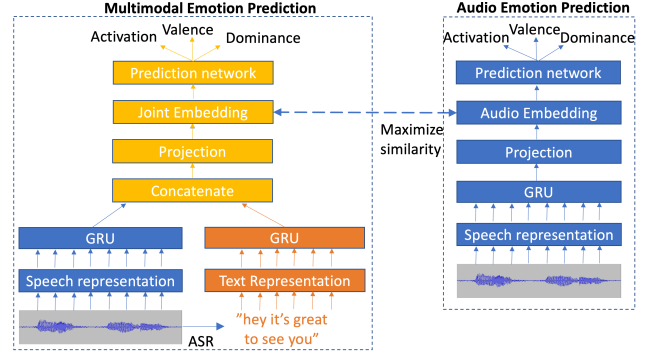 Multimodal Emotion Prediction
Activation
Valence
Dominance
Prediction network
Joint Embedding
Projection
Concatenate
GRU
GRU
Speech representation
Text Representation
ASR
"hey it's great
to see you"
Maximize
similarity
Audio Emotion Prediction
Activation
Valence
Dominance
Prediction network
Audio Embedding
Projection
GRU
Speech representation